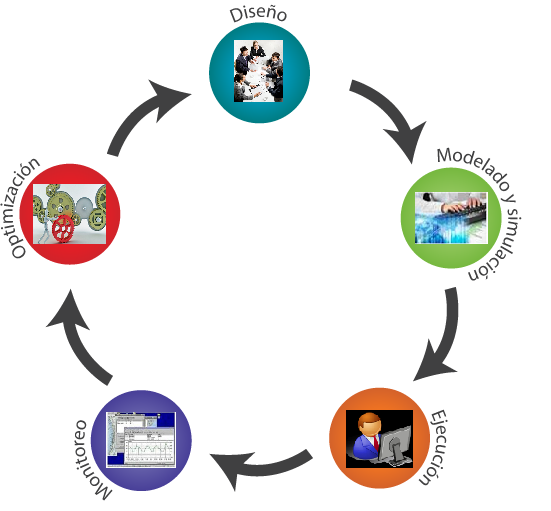 Diseño
Modelado y simulación
Ejecución
Monitoreo
Optimización